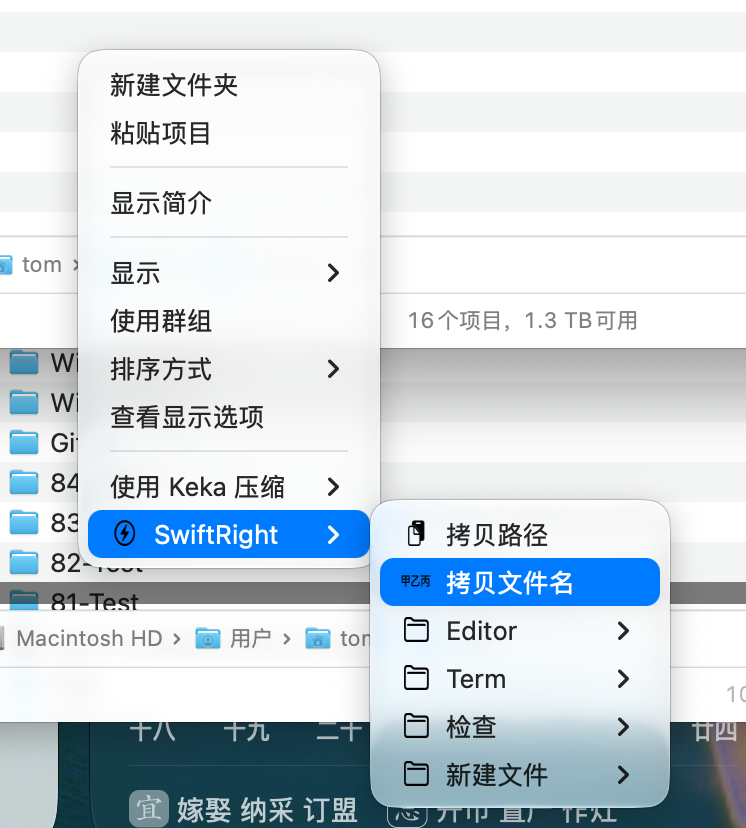 新建文件夹
粘贴项目
显示简介
tom
显示
使用群组
16个项目，1.3 TB可用
排序方式
查看显示选项
使用 Keka 压缩
SwiftRight
拷贝路径
甲乙丙 拷贝文件名
81-Test
Editor
Macintosh HD 用户
Term
检查
十八 十九 二十 廿四
新建文件
宜 嫁娶 纳采 订盟